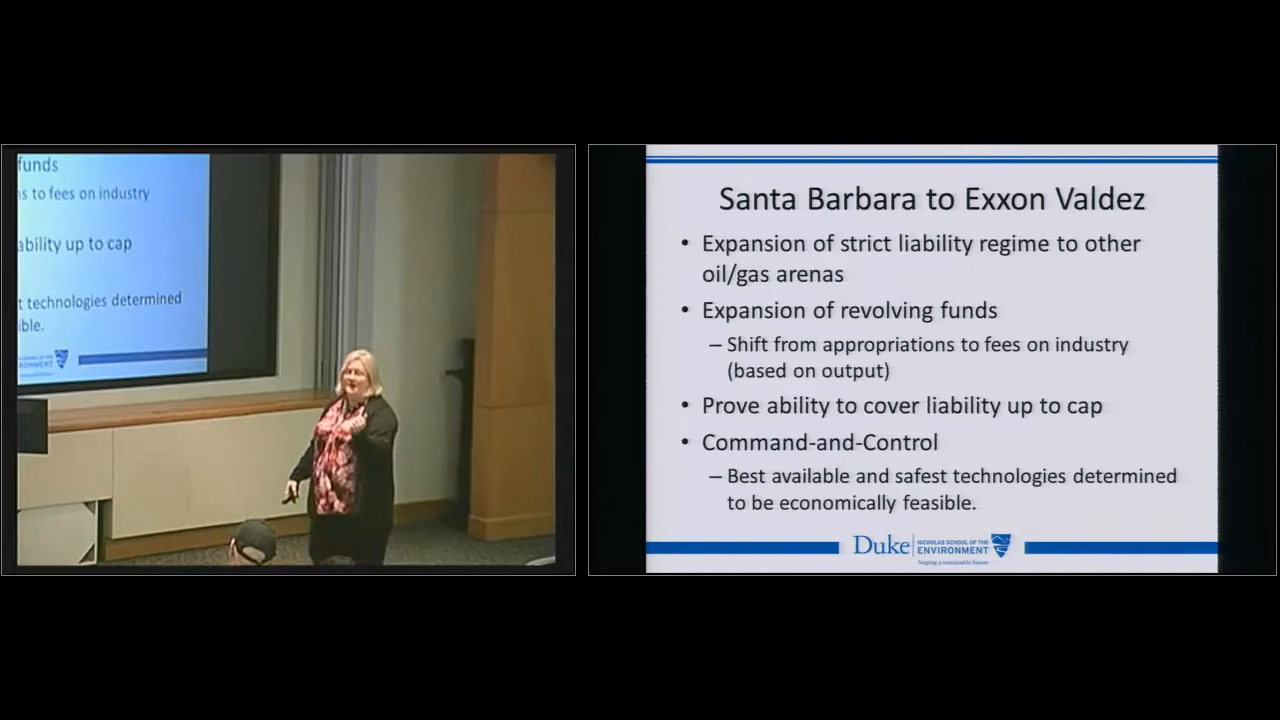 funds
ns to fees on industry
ability up to cap
t technologies determined
ible.
Santa Barbara to Exxon Valdez
• Expansion of strict liability regime to other
oil/gas arenas
• Expansion of revolving funds
– Shift from appropriations to fees on industry
(based on output)
• Prove ability to cover liability up to cap
• Command-and-Control
– Best available and safest technologies determined
to be economically feasible.
Duke
NICHOLAS SCHOOL OF THE
ENVIRONMENT